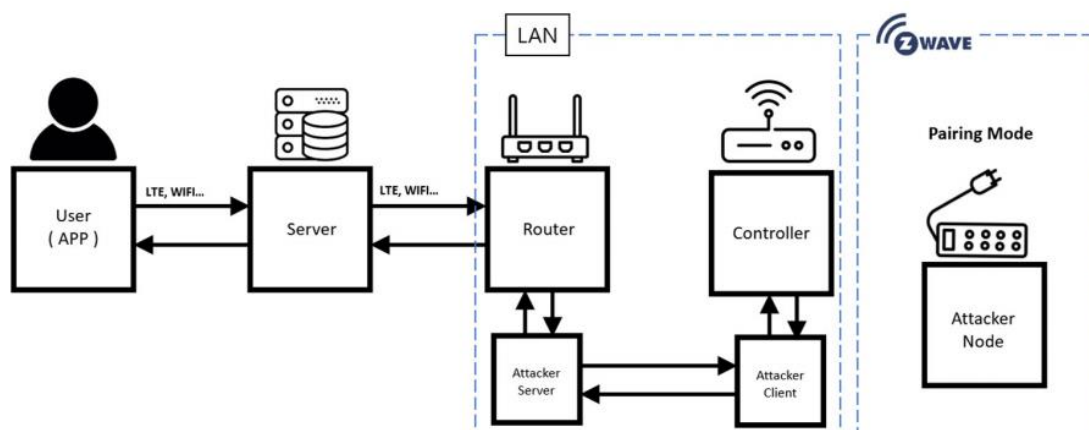 LAN
Z WAVE
Pairing Mode
LTE, WIFI...
LTE, WIFI...
User
( APP )
Server
Router
Controller
Attacker
Node
Attacker
Server
Attacker
Client